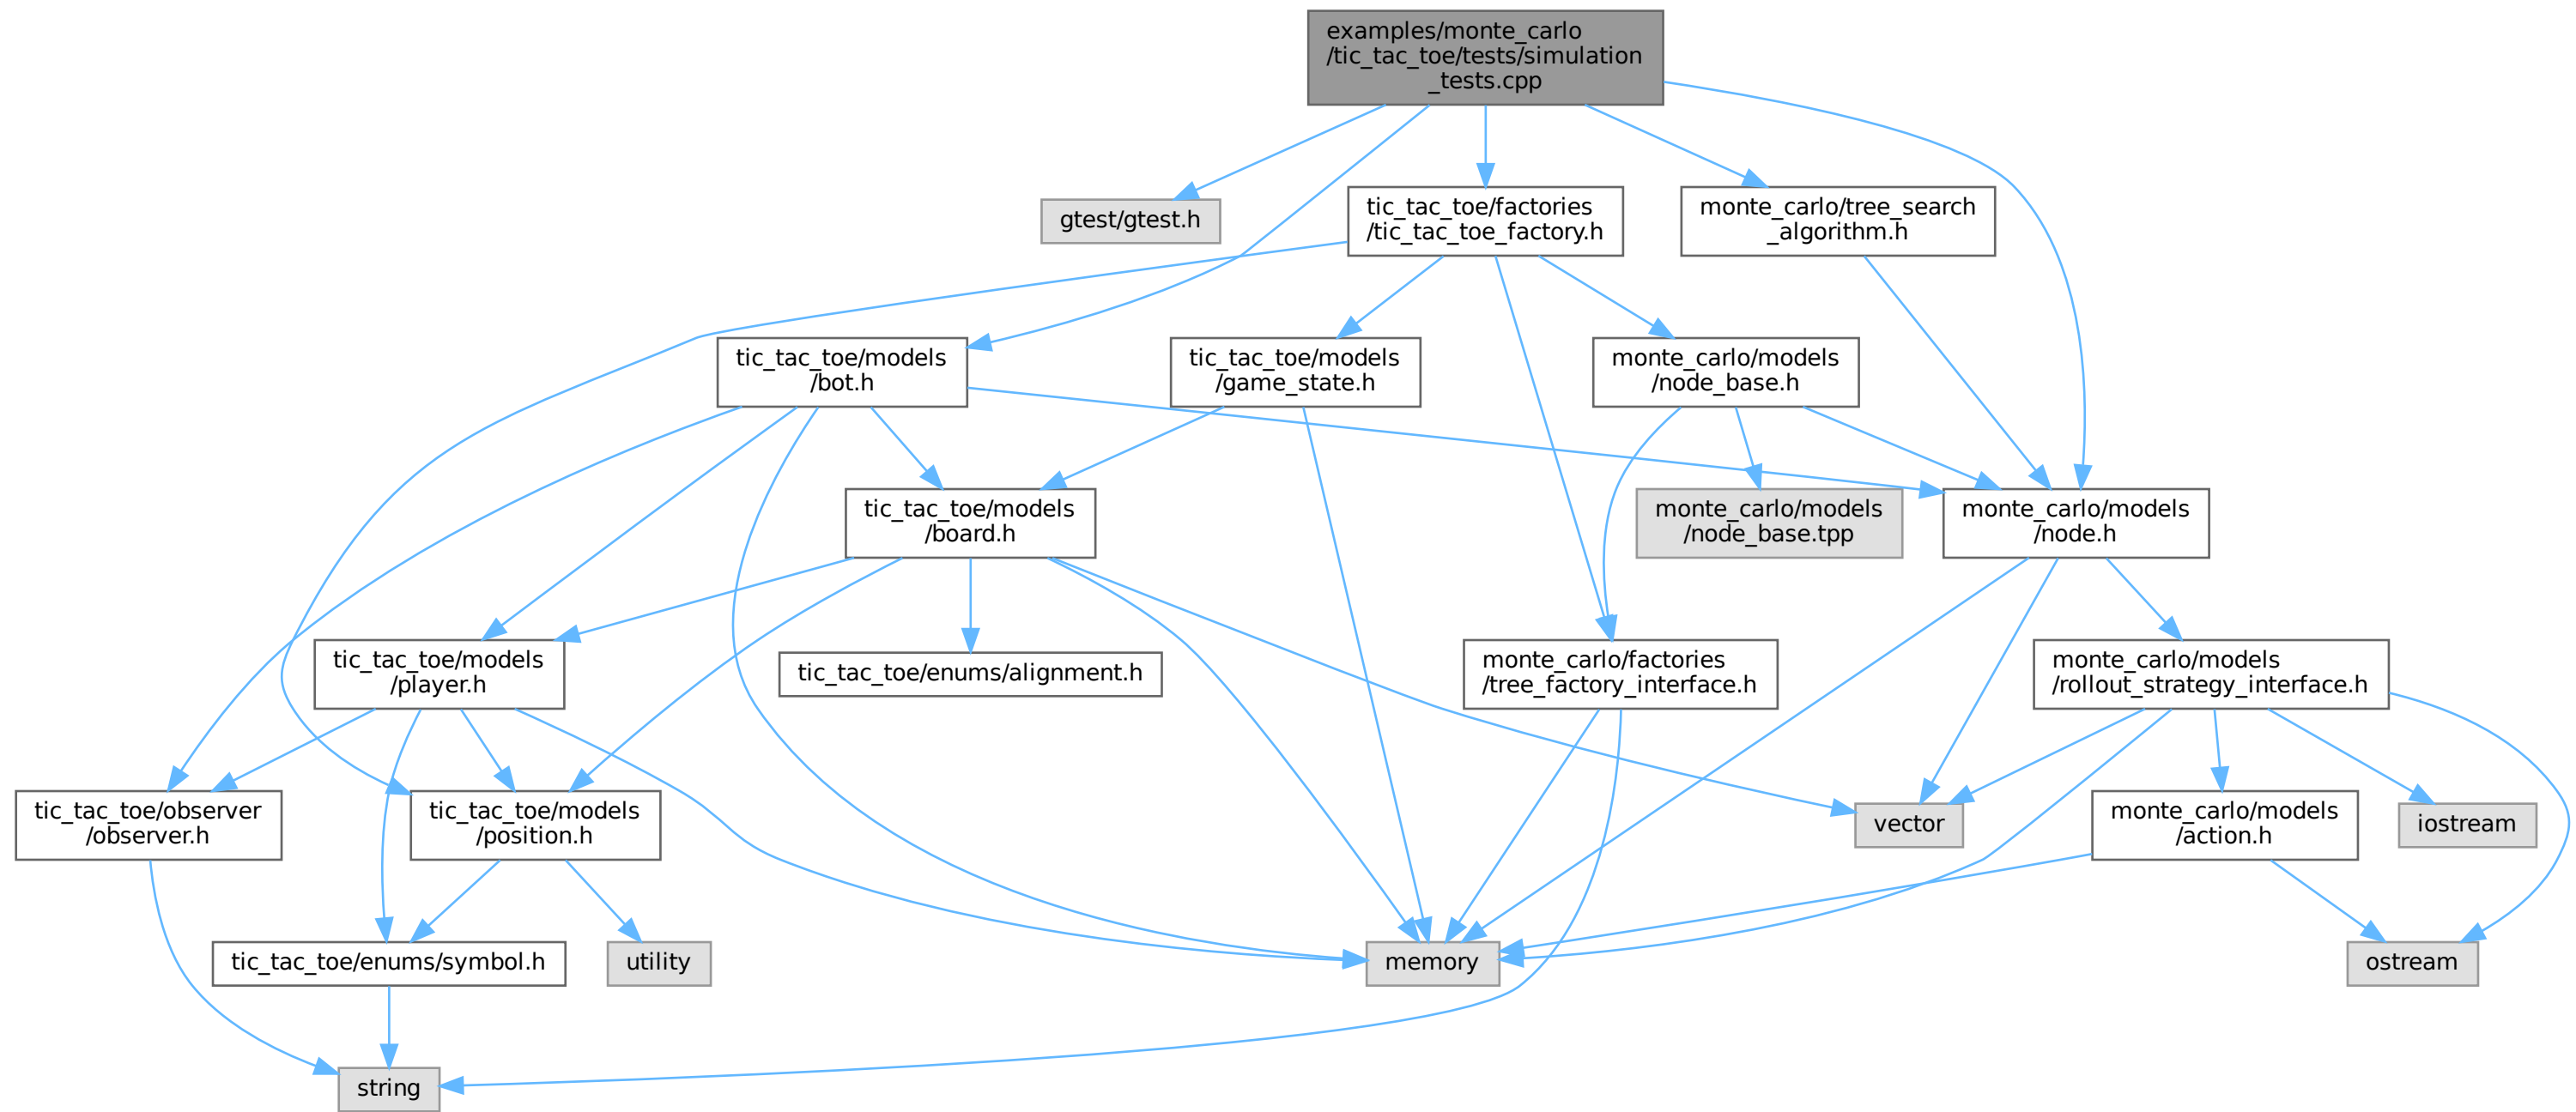 examples/monte_carlo
/tic_tac_toe/tests/simulation
_tests.cpp
gtest/gtest.h
tic_tac_toe/factories
/tic_tac_toe_factory.h
monte_carlo/tree_search
_algorithm.h
tic_tac_toe/models
/bot.h
tic_tac_toe/models
/game_state.h
monte_carlo/models
/node_base.h
tic_tac_toe/models
/board.h
monte_carlo/models
/node_base.tpp
monte_carlo/models
/node.h
tic_tac_toe/models
/player.h
tic_tac_toe/enums/alignment.h
monte_carlo/factories
/tree_factory_interface.h
monte_carlo/models
/rollout_strategy_interface.h
tic_tac_toe/observer
/observer.h
tic_tac_toe/models
/position.h
vector
monte_carlo/models
/action.h
iostream
tic_tac_toe/enums/symbol.h
utility
memory
ostream
string